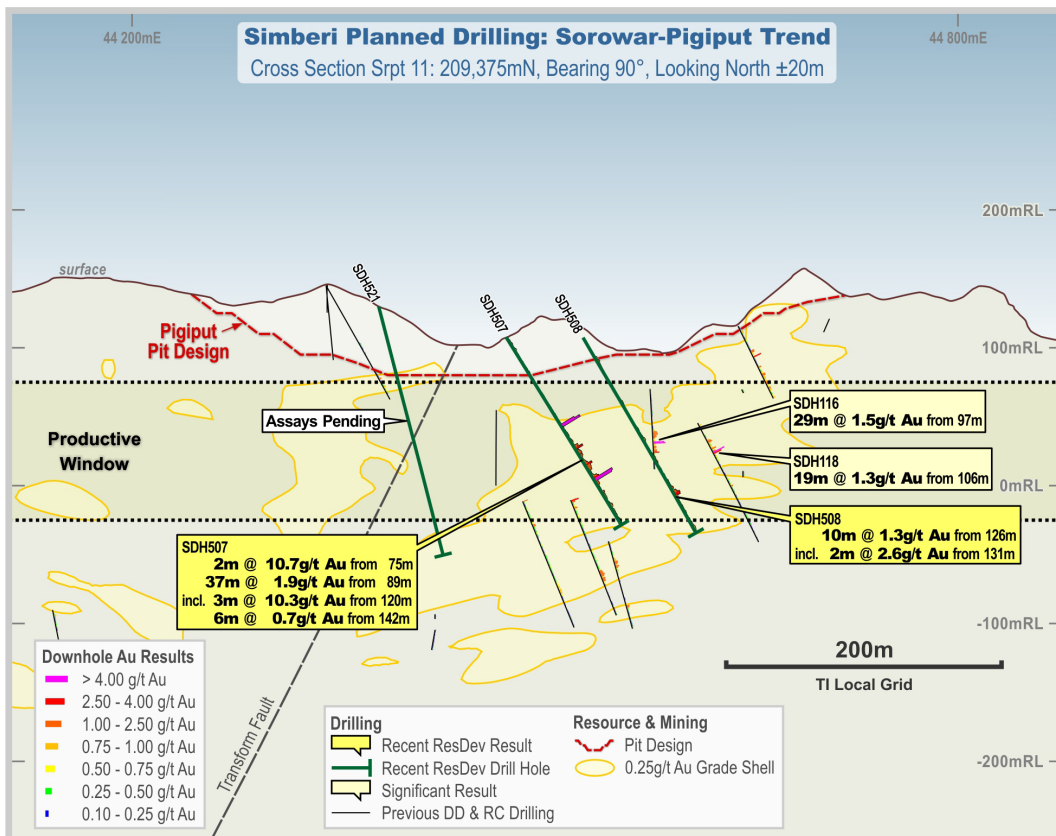 44 200mE
44 800mE
Simberi Planned Drilling: Sorowar-Pigiput Trend
Cross Section Srpt 11: 209,375mN, Bearing 90°, Looking North ±20m
200mRL
surface
SDH521
SDH507
SDH508
Pigiput
Pit Design
100mRL
Assays Pending
SDH116
29m @ 1.5g/t Au from 97m
Productive
Window
SDH118
19m @ 1.3g/t Au from 106m
0mRL
SDH508
10m @ 1.3g/t Au from 126m
incl. 2m @ 2.6g/t Au from 131m
SDH507
2m @ 10.7g/t Au from 75m
37m @ 1.9g/t Au from 89m
incl. 3m @ 10.3g/t Au from 120m
6m @ 0.7g/t Au from 142m
-100mRL
200m
TI Local Grid
Downhole Au Results
> 4.00 g/t Au
2.50 - 4.00 g/t Au
1.00 - 2.50 g/t Au
0.75 - 1.00 g/t Au
0.50 - 0.75 g/t Au
0.25 - 0.50 g/t Au
0.10 - 0.25 g/t Au
Transform Fault
Drilling
Recent ResDev Result
Recent ResDev Drill Hole
Significant Result
Previous DD & RC Drilling
Resource & Mining
Pit Design
0.25g/t Au Grade Shell
-200mRL